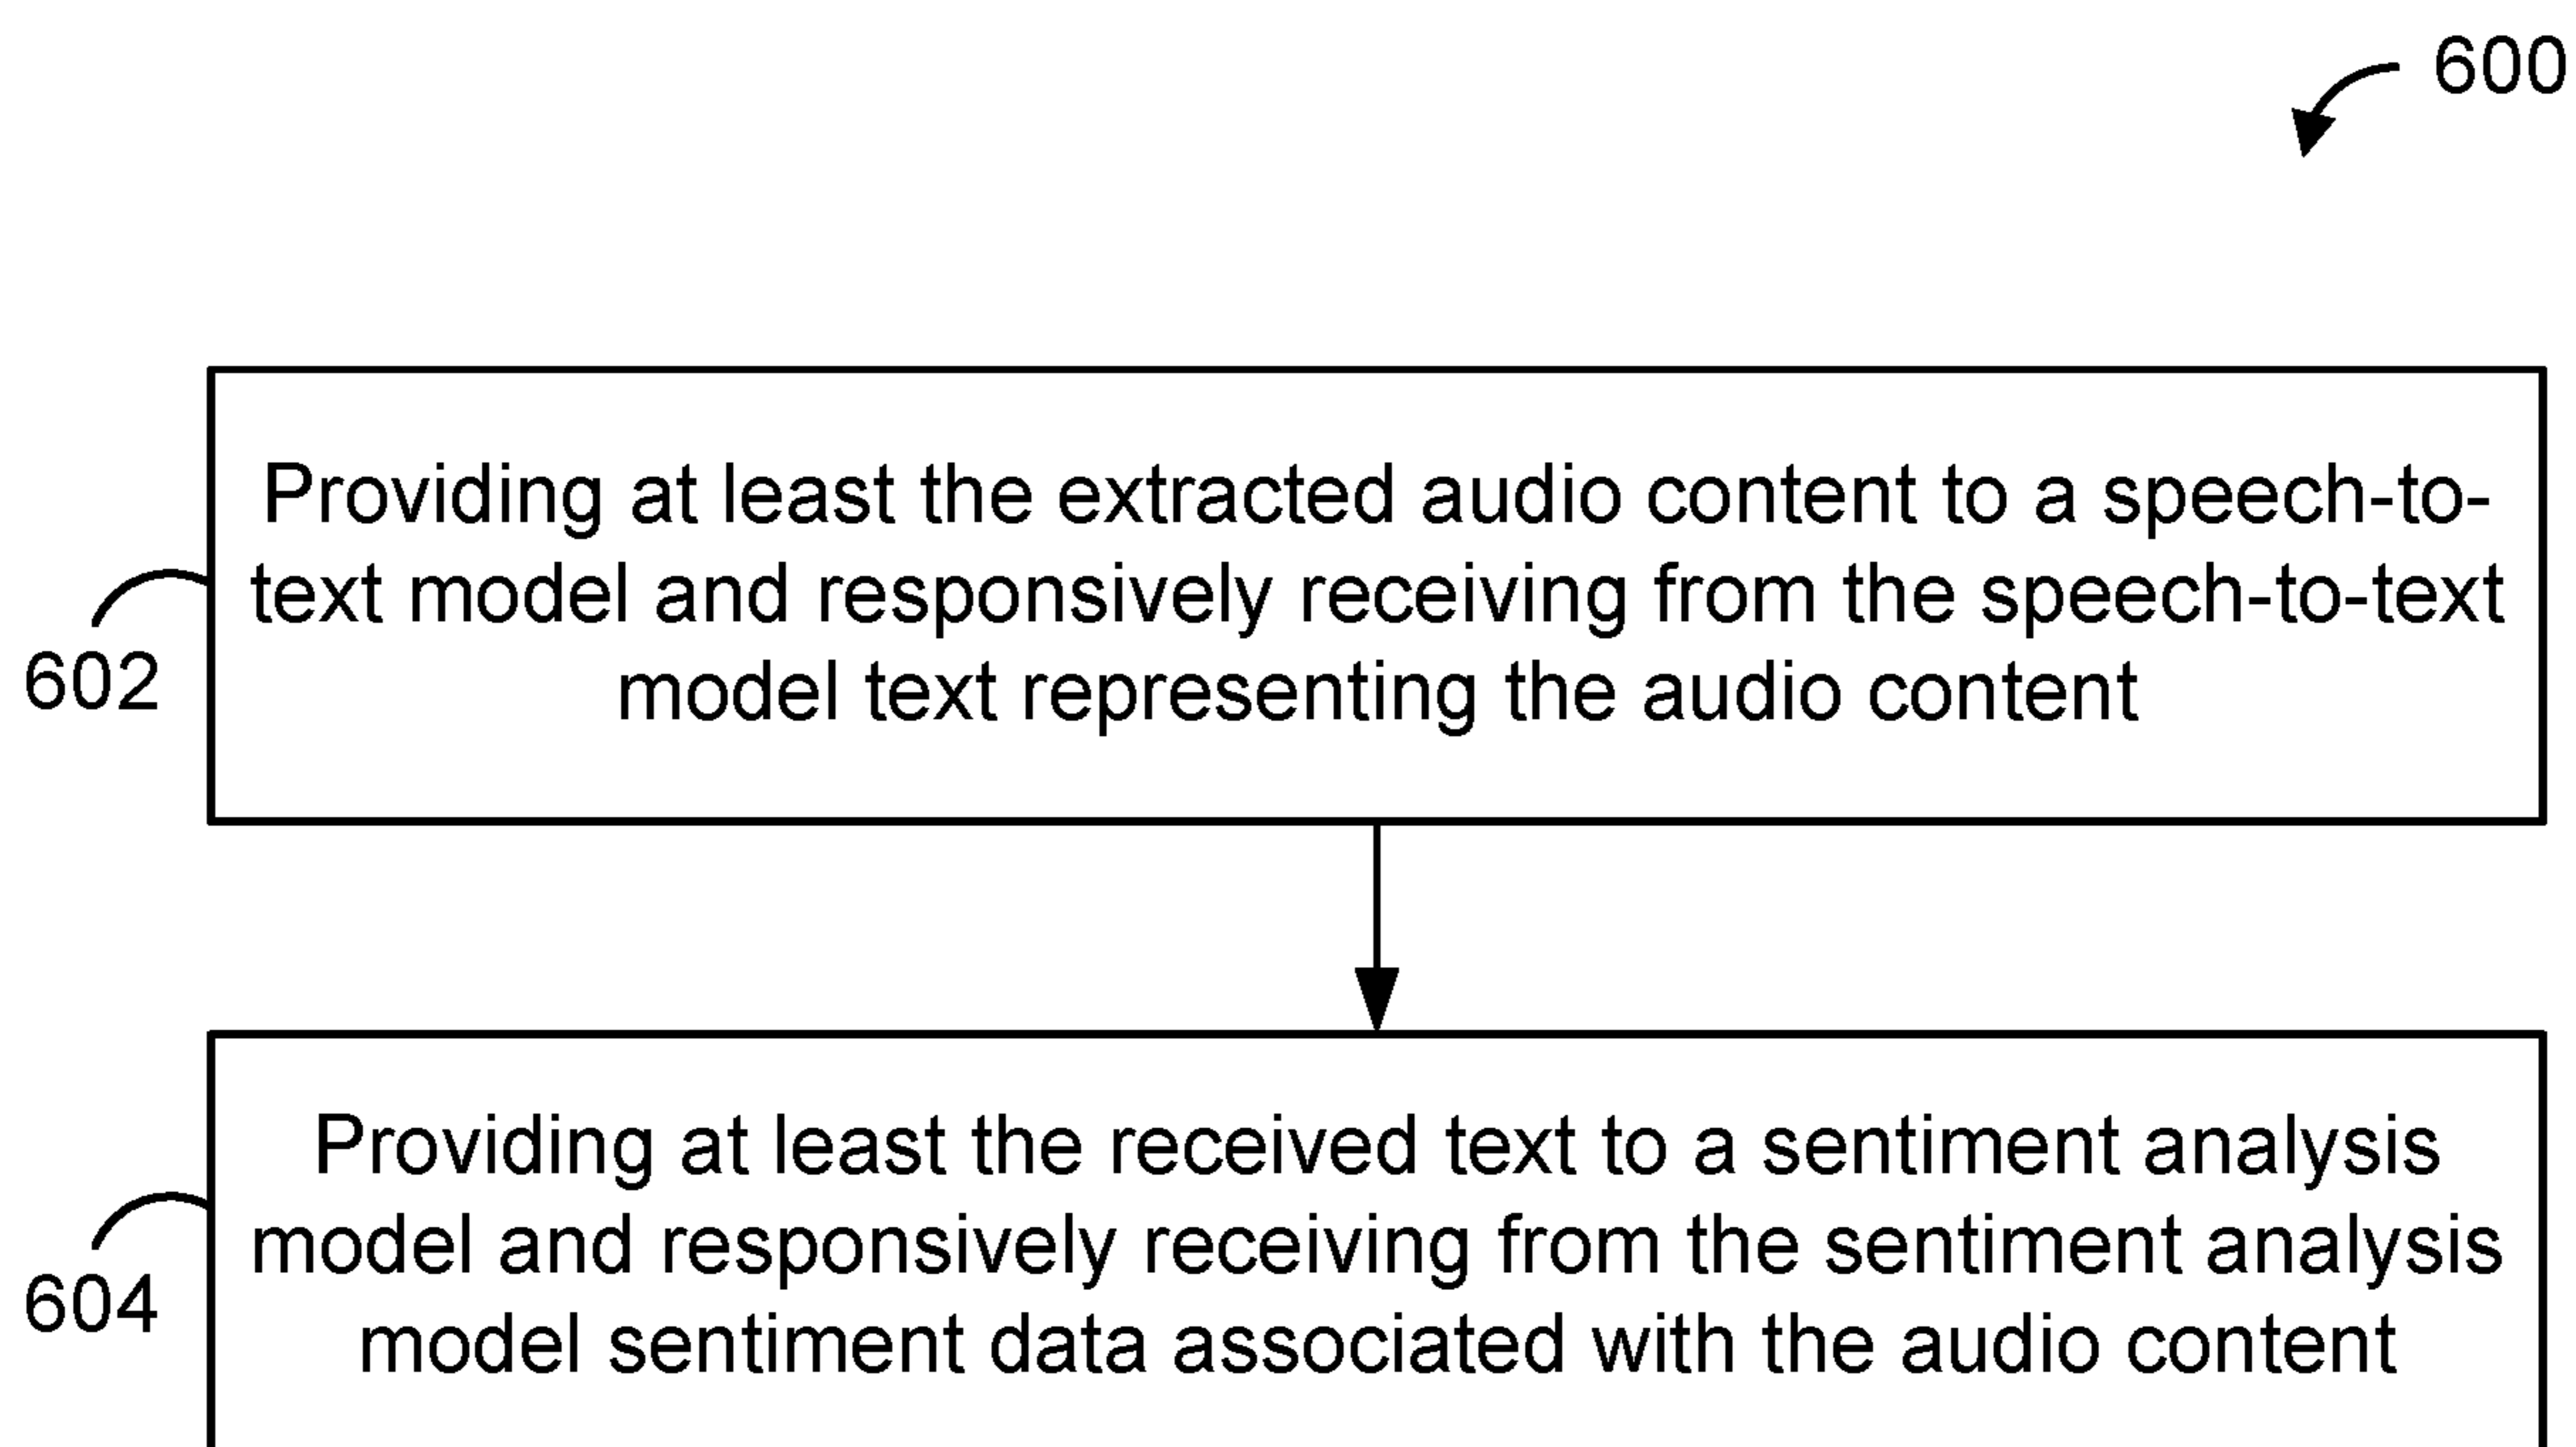 600
Providing at least the extracted audio content to a speech-to-
text model and responsively receiving from the speech-to-text
model text representing the audio content
602
Providing at least the received text to a sentiment analysis
model and responsively receiving from the sentiment analysis
model sentiment data associated with the audio content
604